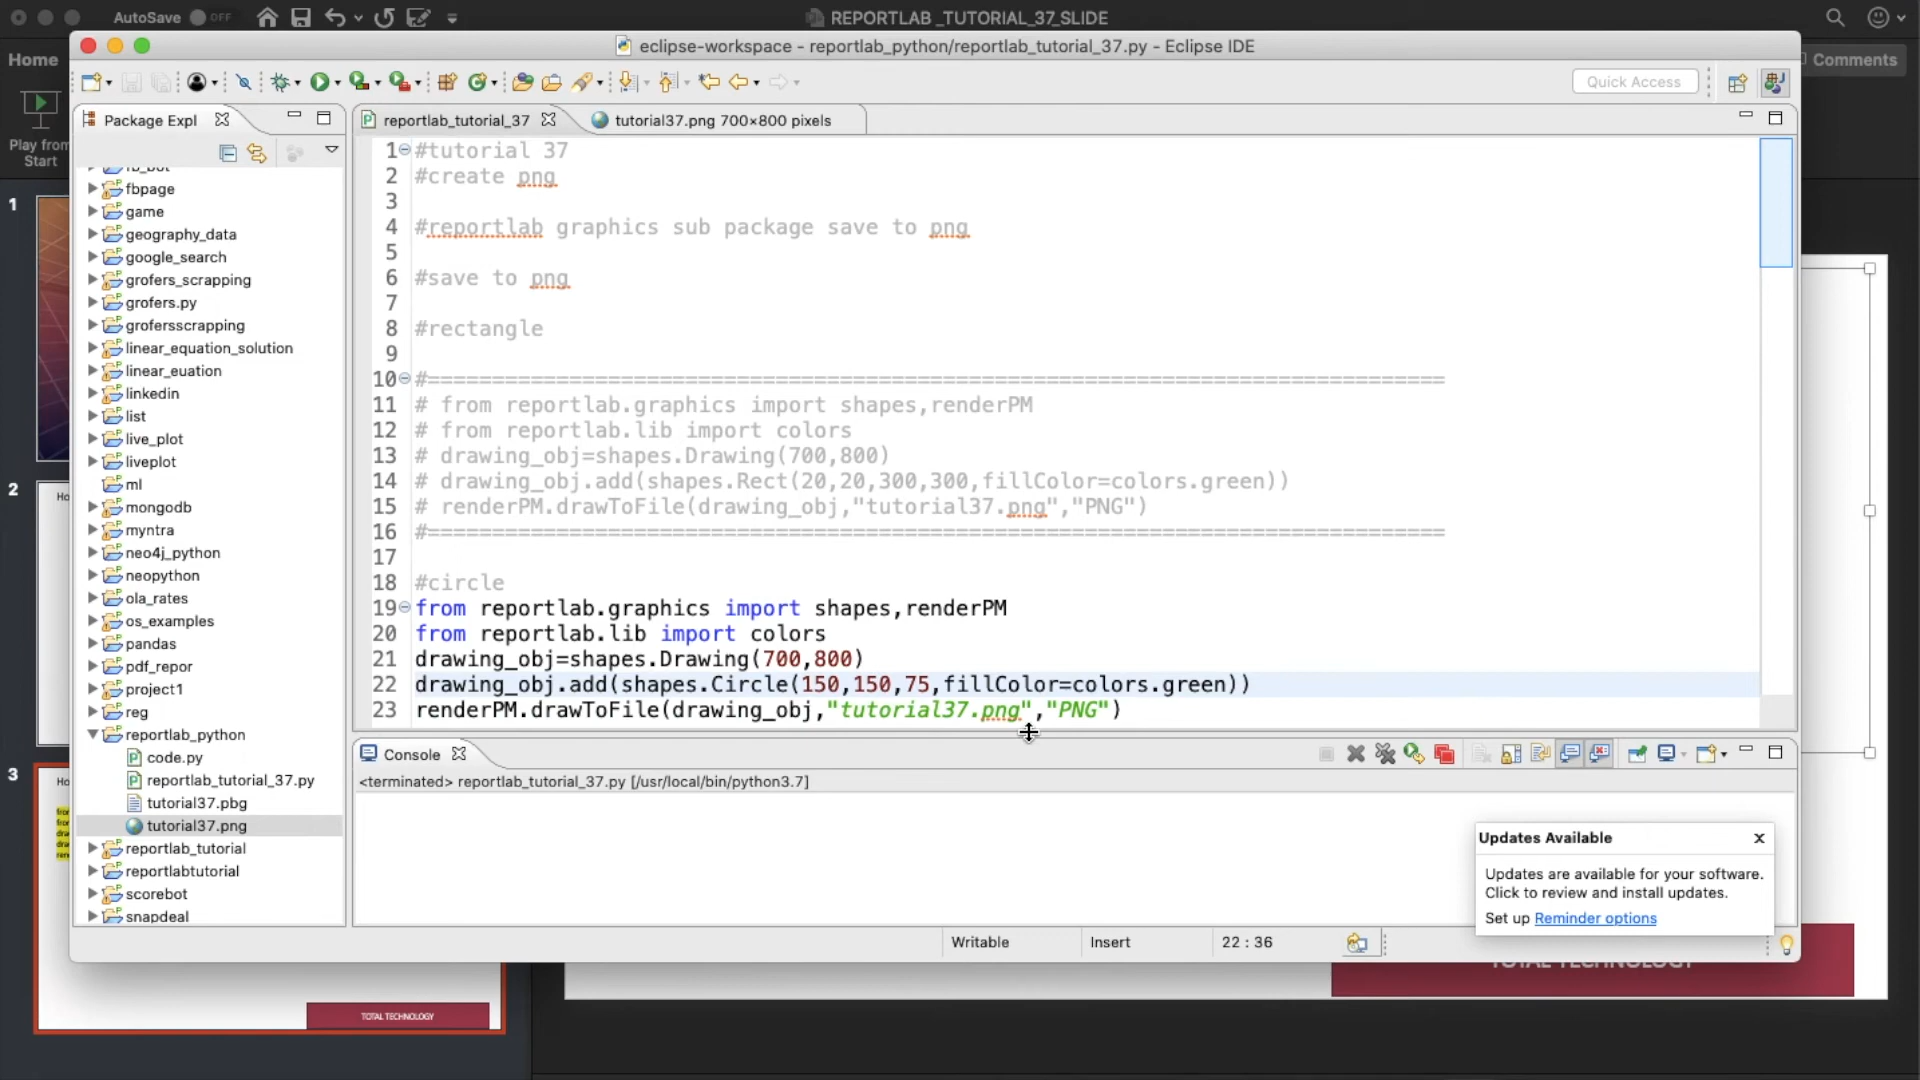 AutoSave OFF
REPORTLAB _TUTORIAL_37_SLIDE
Home
Comments
Play from
Start
1
2
3
eclipse-workspace - reportlab_python/reportlab_tutorial_37.py - Eclipse IDE
Quick Access
Package Expl
fb_bot
fbpage
game
geography_data
google_search
grofers_scrapping
grofers.py
grofersscrapping
linear_equation_solution
linear_euation
linkedin
list
live_plot
liveplot
ml
mongodb
myntra
neo4j_python
neopython
ola_rates
os_examples
pandas
pdf_repor
project1
reg
reportlab_python
code.py
reportlab_tutorial_37.py
tutorial37.pbg
tutorial37.png
reportlab_tutorial
reportlabtutorial
scorebot
snapdeal
reportlab_tutorial_37
tutorial37.png 700×800 pixels
1 #tutorial 37
2 #create png
3
4 #reportlab graphics sub package save to png
5
6 #save to png
7
8 #rectangle
9
10 #===============================================================================
11 # from reportlab.graphics import shapes,renderPM
12 # from reportlab.lib import colors
13 # drawing_obj=shapes.Drawing(700,800)
14 # drawing_obj.add(shapes.Rect(20,20,300,300,fillColor=colors.green))
15 # renderPM.drawToFile(drawing_obj,"tutorial37.png","PNG")
16 #===============================================================================
17
18 #circle
19 from reportlab.graphics import shapes,renderPM
20 from reportlab.lib import colors
21 drawing_obj=shapes.Drawing(700,800)
22 drawing_obj.add(shapes.Circle(150,150,75,fillColor=colors.green))
23 renderPM.drawToFile(drawing_obj,"tutorial37.png","PNG")
Console
<terminated> reportlab_tutorial_37.py [/usr/local/bin/python3.7]
Updates Available
Updates are available for your software.
Click to review and install updates.
Set up Reminder options
Writable
Insert
22 : 36
TOTAL TECHNOLOGY
TOTAL TECHNOLOGY